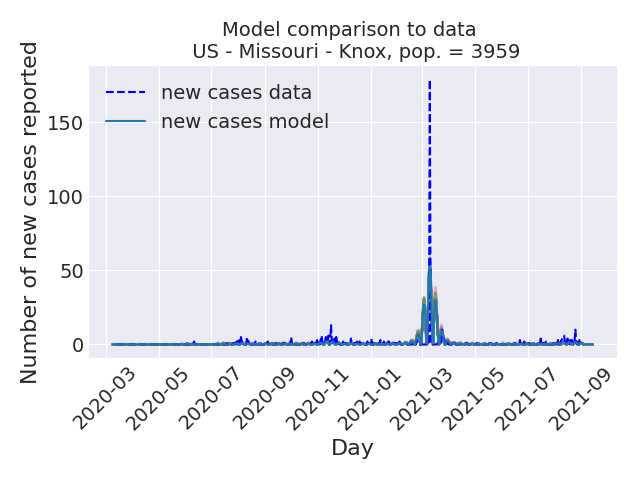 Model comparison to data
US - Missouri - Knox, pop. = 3959
Number of new cases reported
new cases data
new cases model
150
100
50
0
2020-03
2020-05
2020-07
2020-09
2020-11
2021-01
2021-03
2021-05
2021-07
2021-09
Day